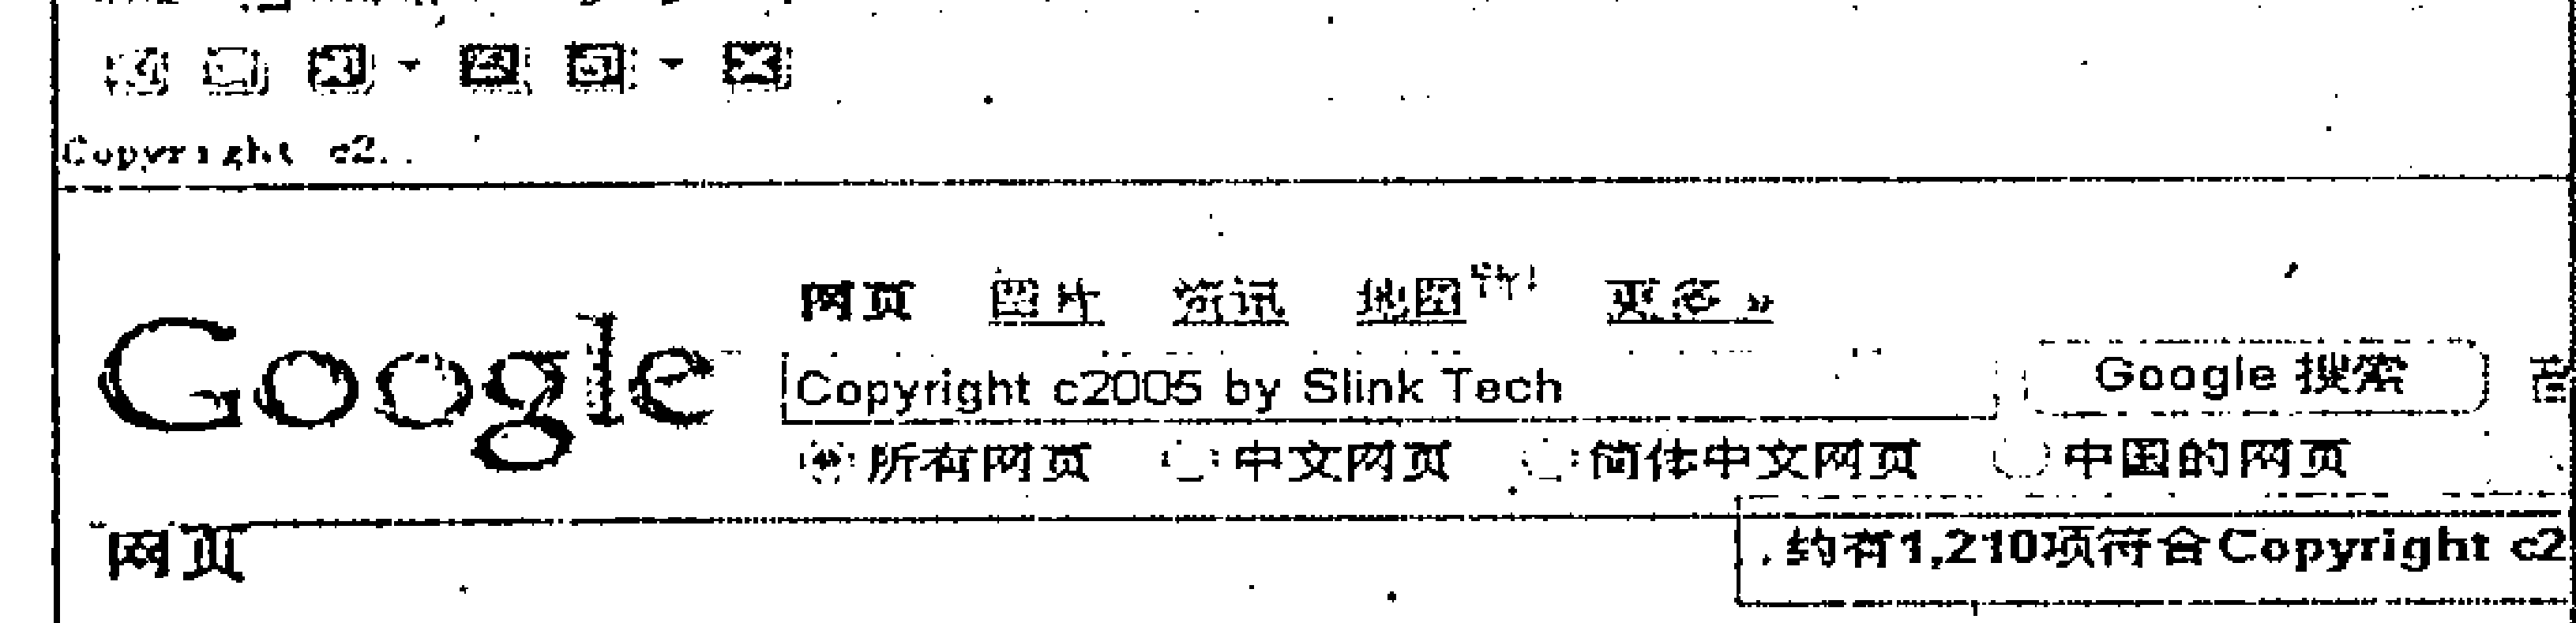 Copyright c2..
网页 图片 资讯 地图 更多 »
Google
Copyright c2005 by Slink Tech
Google 搜索
所有网页 中文网页 简体中文网页 中国的网页
网页
约有1,210项符合Copyright c2